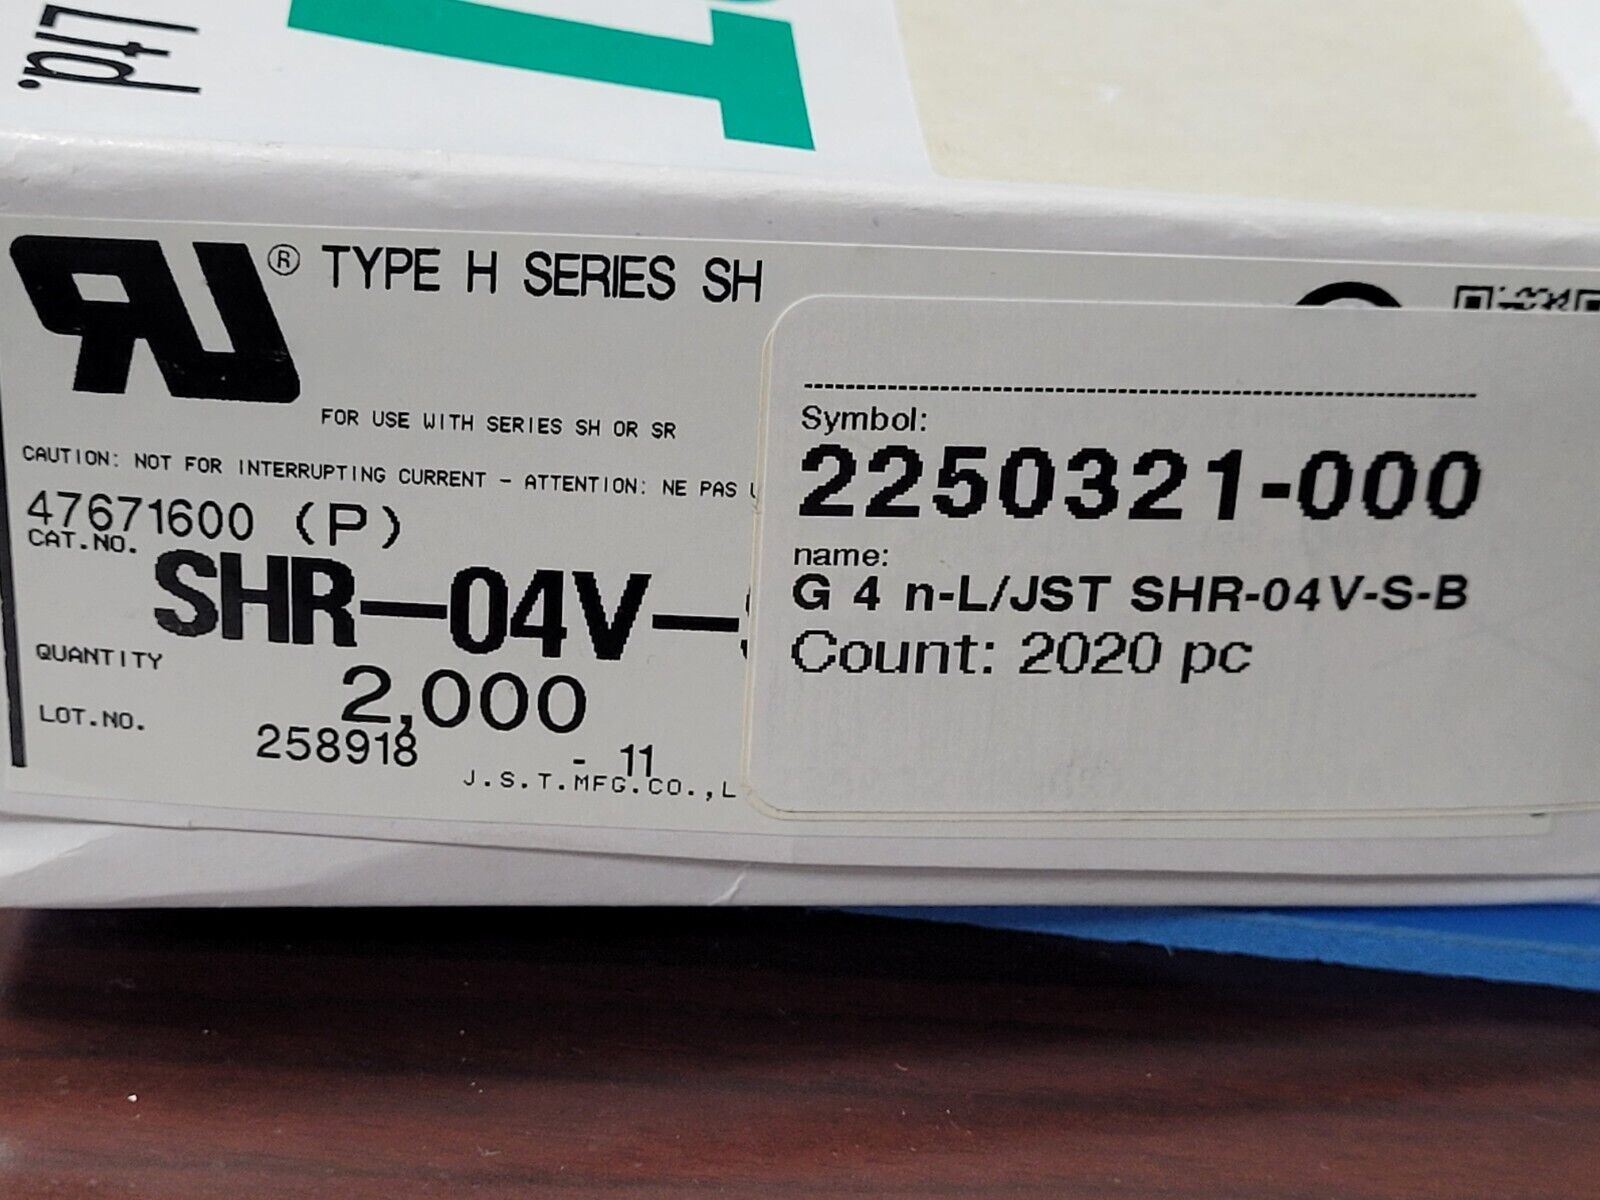 Ltd.
® TYPE H SERIES SH
FOR USE WITH SERIES SH OR SR
CAUTION: NOT FOR INTERRUPTING CURRENT - ATTENTION: NE PAS
47671600 (P)
CAT.NO.
SHR-04V-
QUANTITY
2,000
LOT.NO.
258918 - 11
J.S.T.MFG.CO.,L
Symbol:
2250321-000
name:
G 4 n-L/JST SHR-04V-S-B
Count: 2020 pc